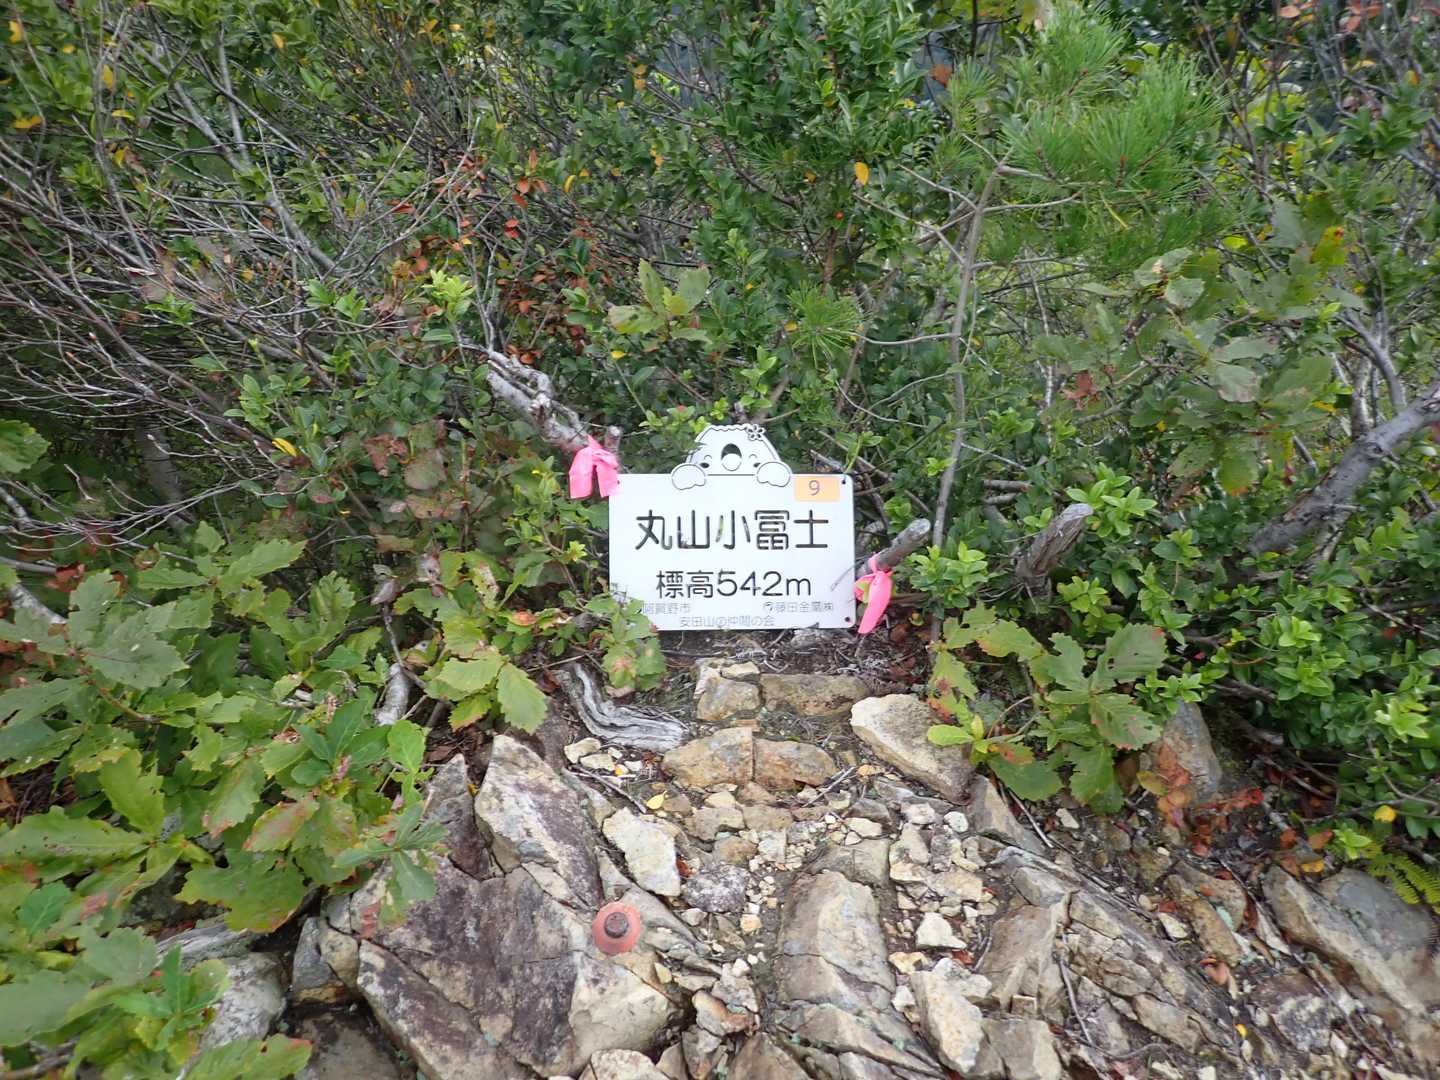 9
丸山小冨士
標高542m
阿賀野市
安田山の仲間の会